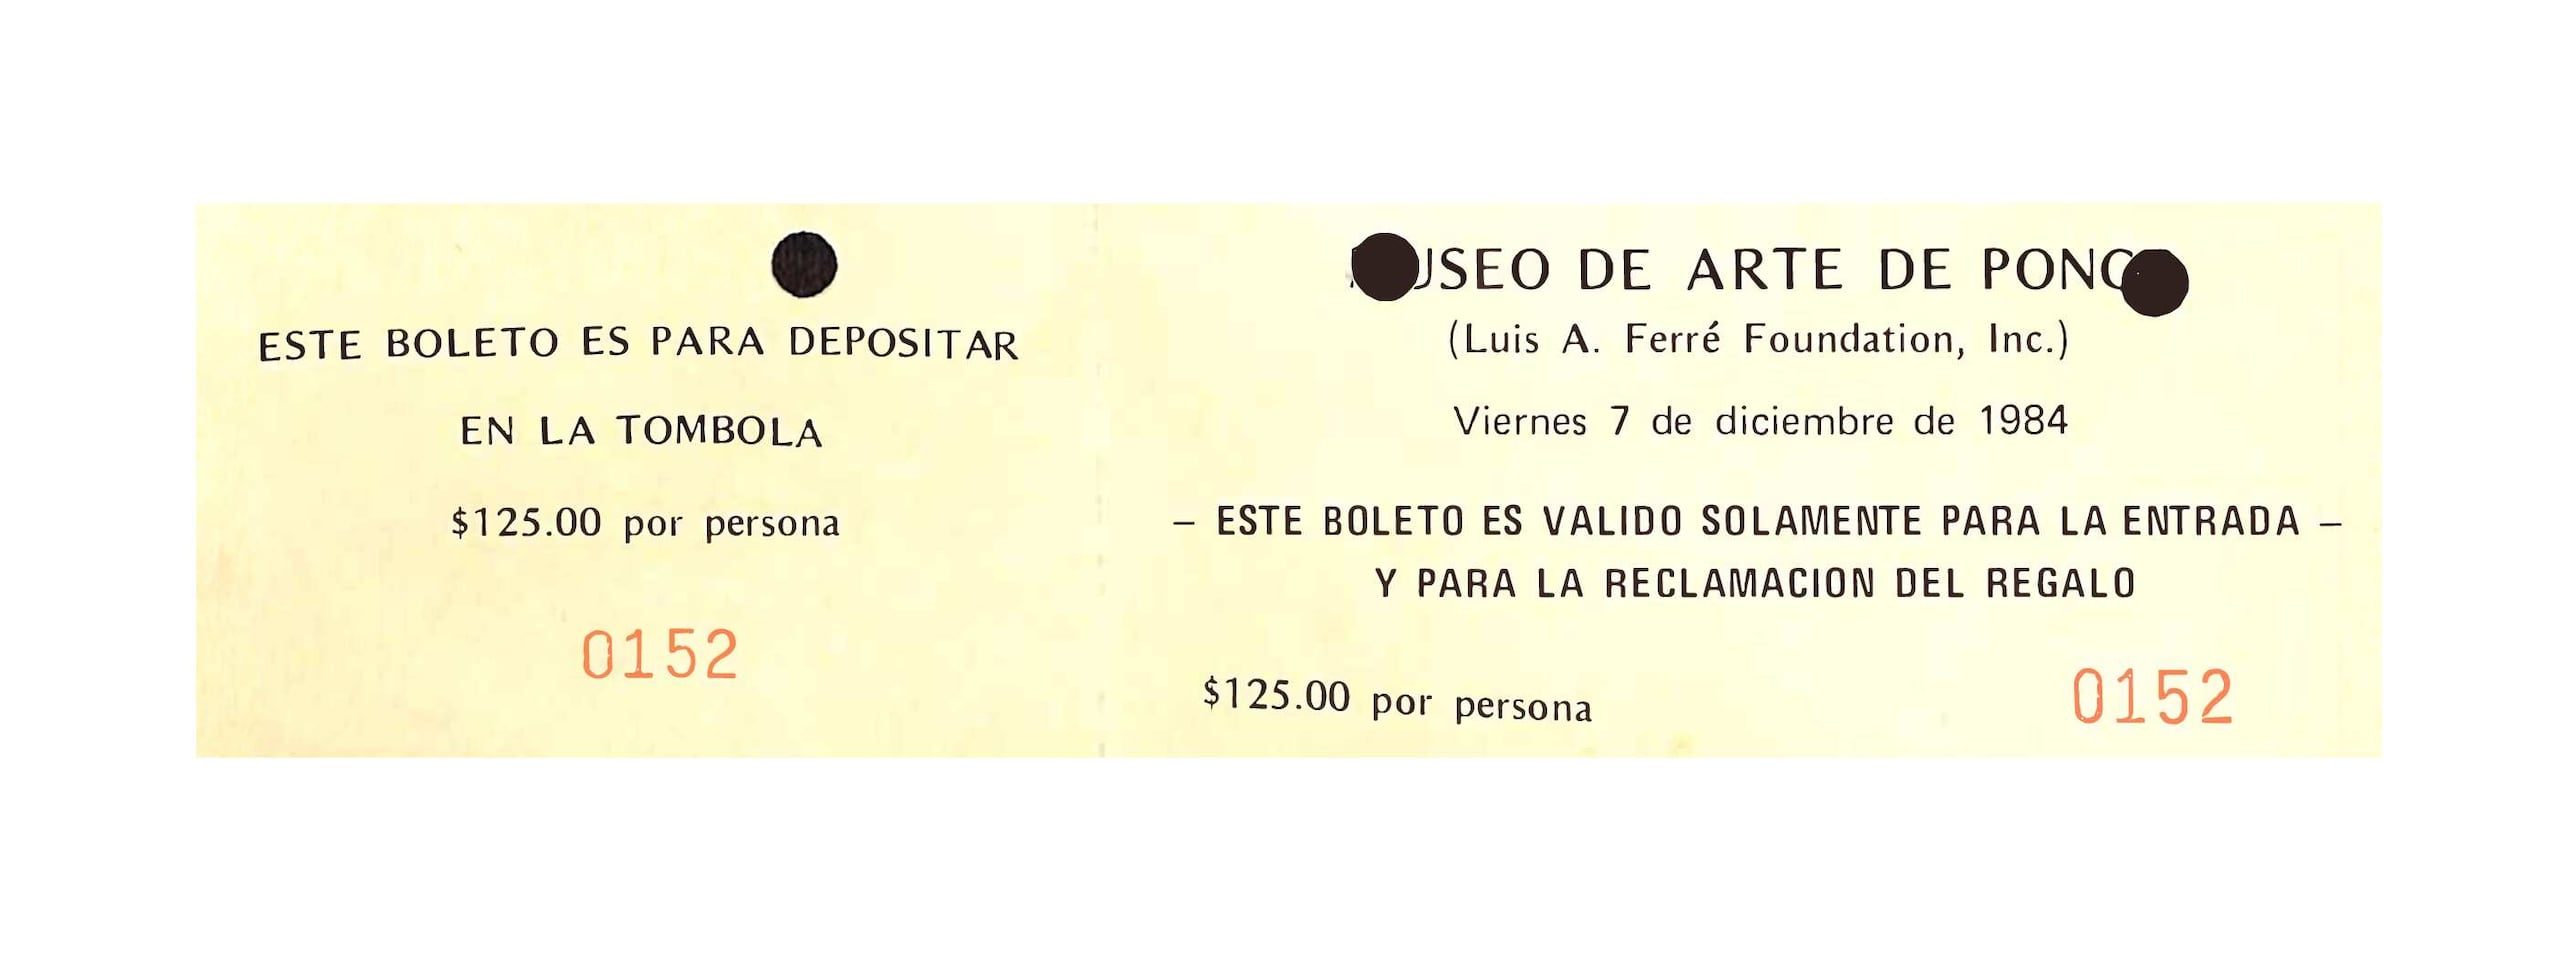 ESTE BOLETO ES PARA DEPOSITAR
EN LA TOMBOLA
$125.00 por persona
0152
MUSEO DE ARTE DE PONCE
(Luis A. Ferré Foundation, Inc.)
Viernes 7 de diciembre de 1984
– ESTE BOLETO ES VALIDO SOLAMENTE PARA LA ENTRADA –
Y PARA LA RECLAMACION DEL REGALO
$125.00 por persona
0152